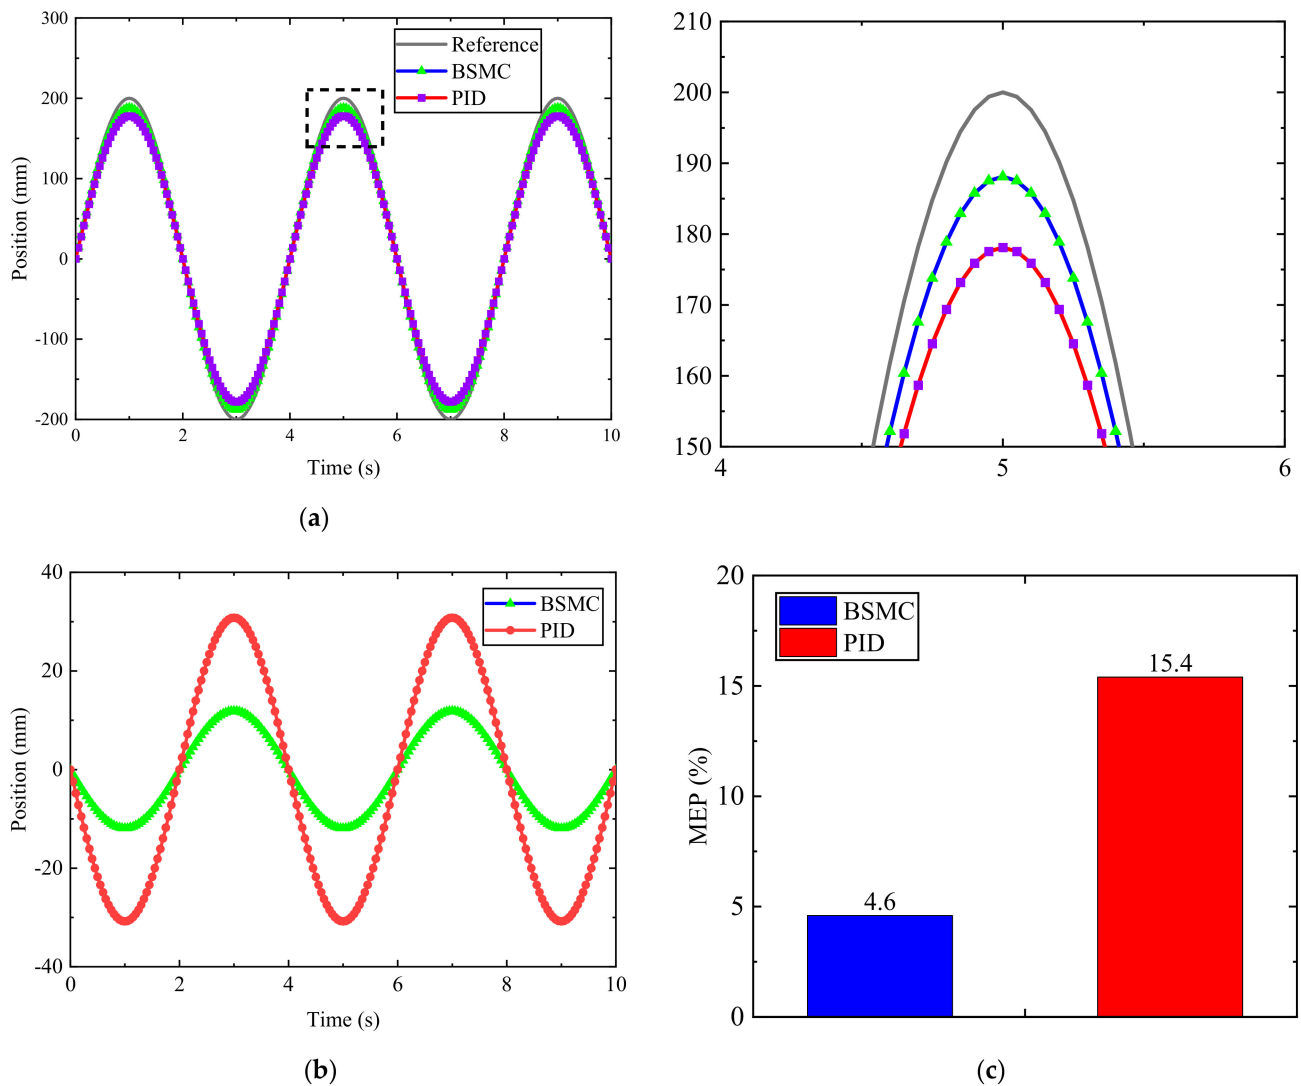 300
200
100
0
-100
-200
Position (mm)
Reference
BSMC
PID
0 2 4 6 8 10
Time (s)
(a)
210
200
190
180
170
160
150
4 5 6
40
20
0
-20
-40
Position (mm)
BSMC
PID
0 2 4 6 8 10
Time (s)
(b)
20
15
10
5
0
MEP (%)
BSMC
PID
4.6
15.4
(c)